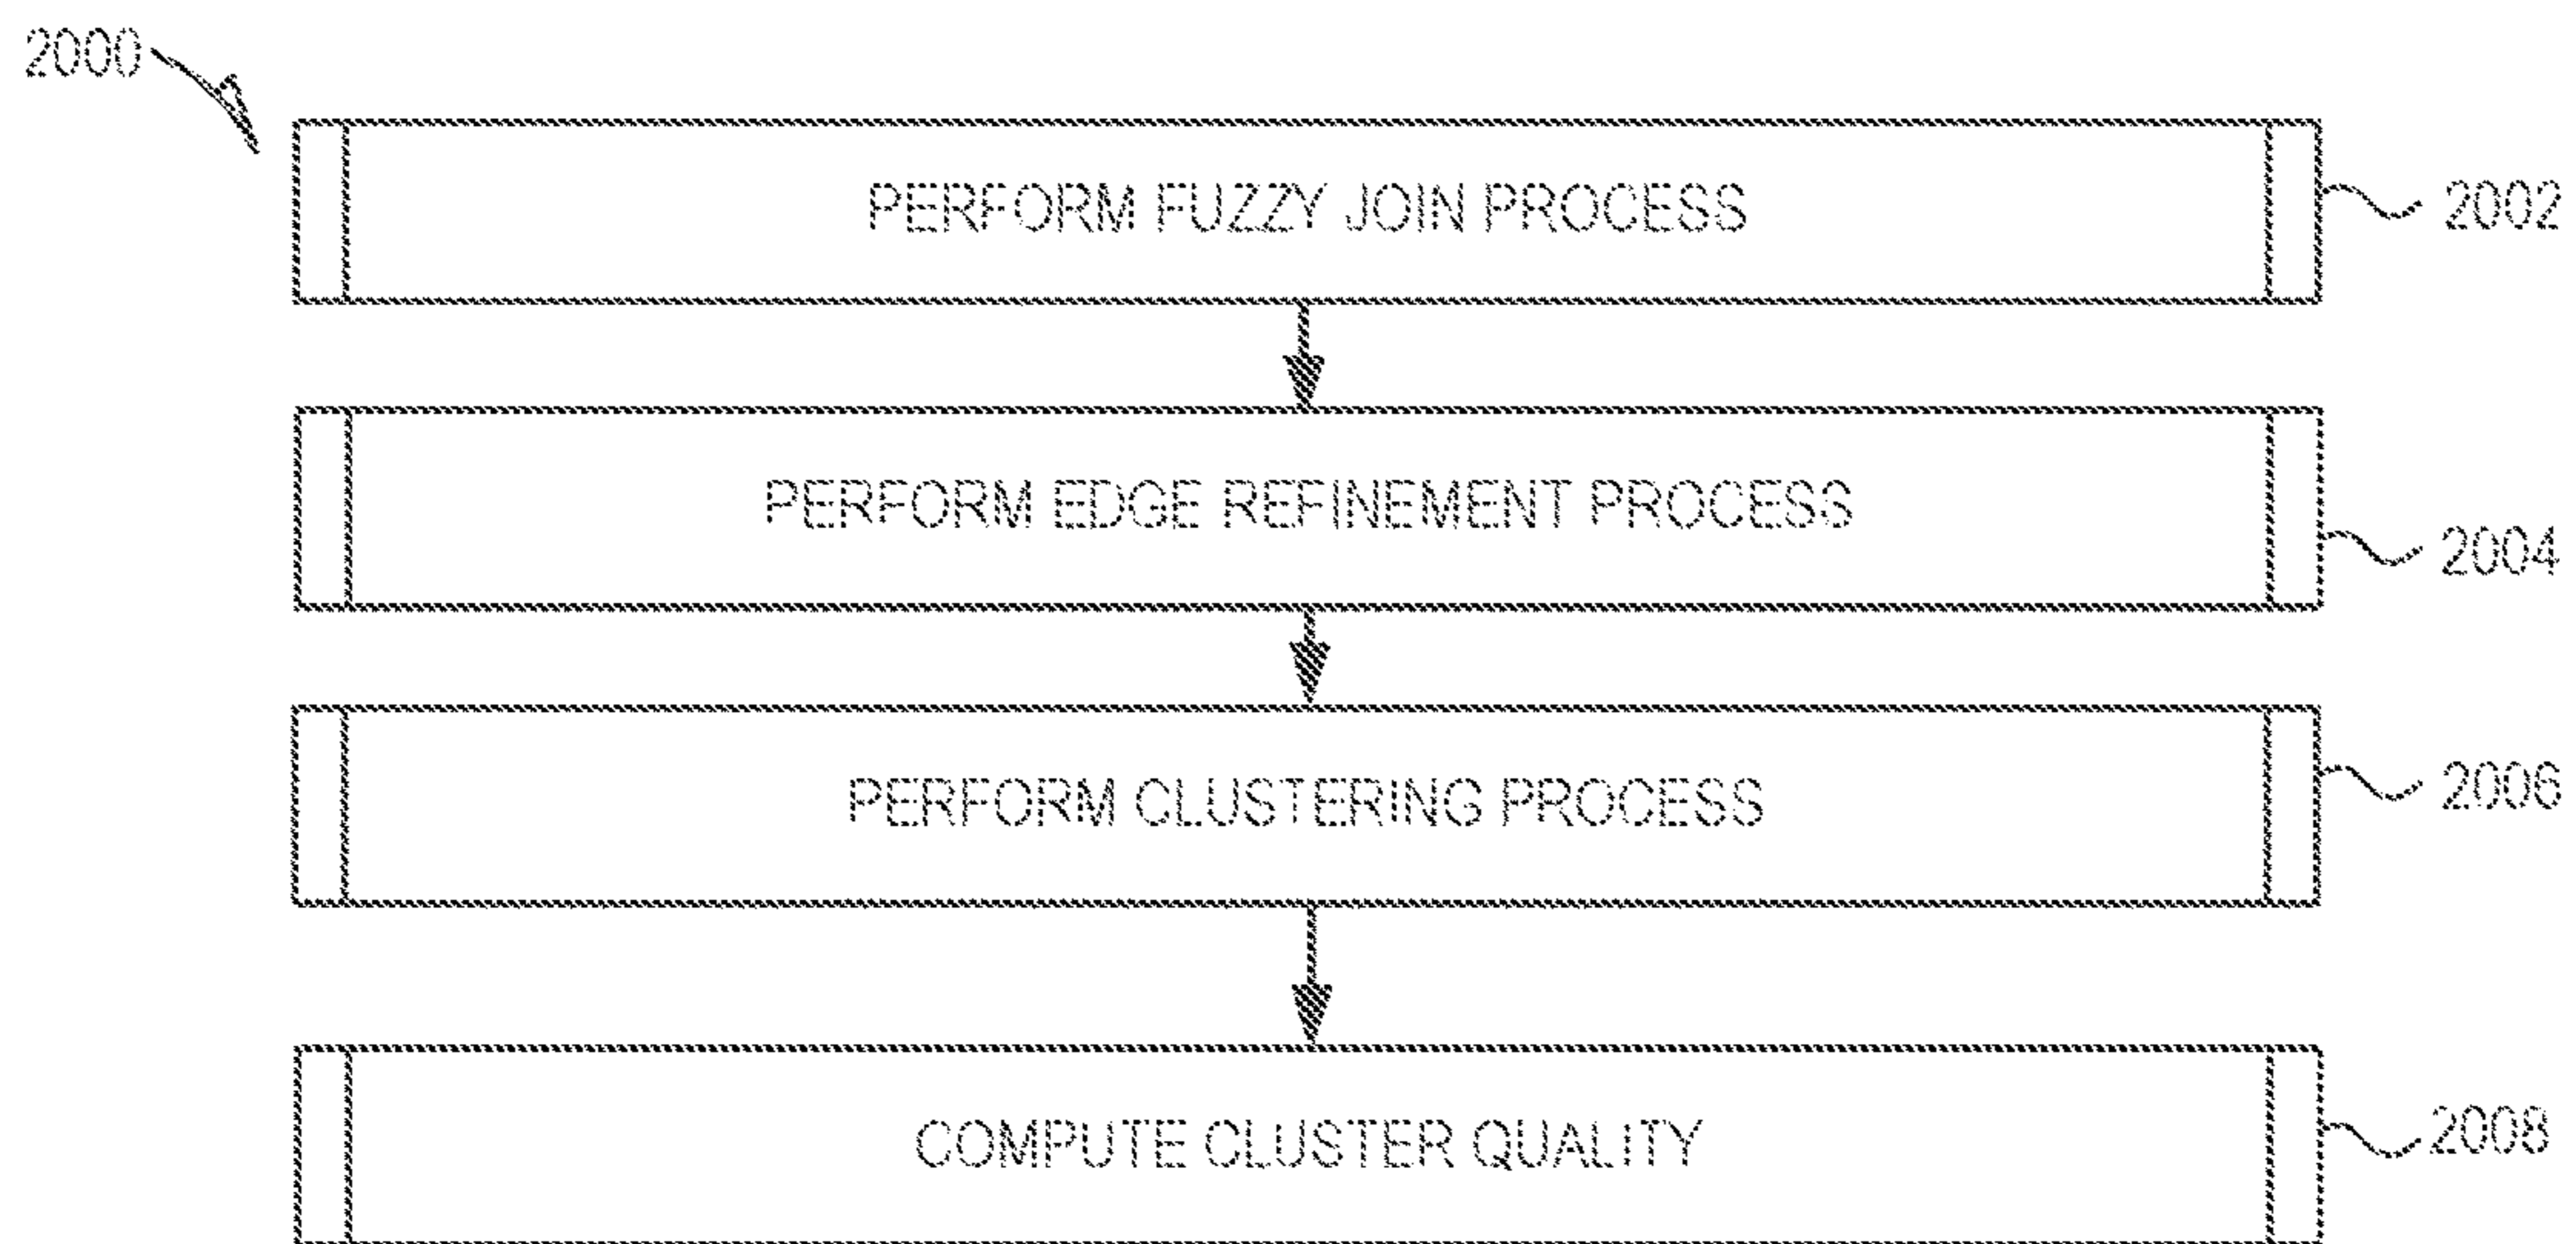 2000
PERFORM FUZZY JOIN PROCESS
2002
PERFORM EDGE REFINEMENT PROCESS
2004
PERFORM CLUSTERING PROCESS
2006
COMPUTE CLUSTER QUALITY
2008